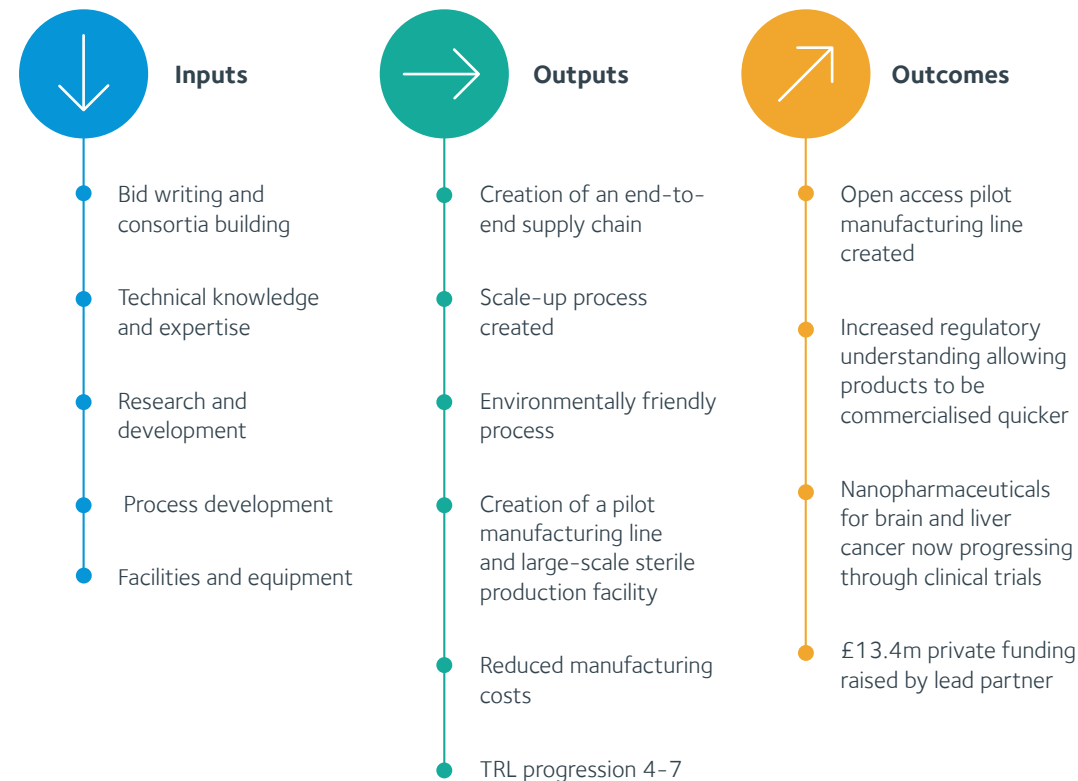 Inputs
Bid writing and
consortia building
Technical knowledge
and expertise
Research and
development
Process development
Facilities and equipment
Outputs
Creation of an end-to-
end supply chain
Scale-up process
created
Environmentally friendly
process
Creation of a pilot
manufacturing line
and large-scale sterile
production facility
Reduced manufacturing
costs
TRL progression 4-7
Outcomes
Open access pilot
manufacturing line
created
Increased regulatory
understanding allowing
products to be
commercialised quicker
Nanopharmaceuticals
for brain and liver
cancer now progressing
through clinical trials
£13.4m private funding
raised by lead partner